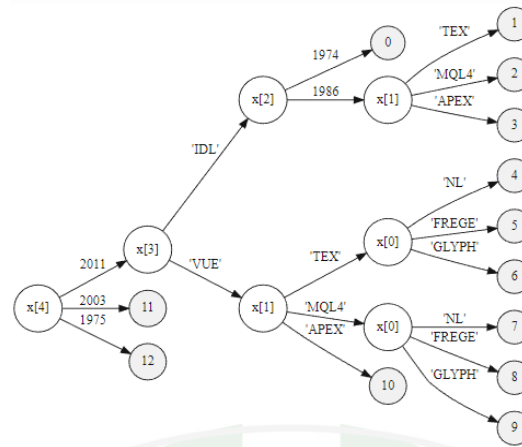 1
'TEX'
0
1974
'MQL4'
2
x[2]
1986
x[1]
'APEX'
3
'IDL'
4
'NL'
'FREGE'
5
x[0]
'GLYPH'
'TEX'
6
x[3]
2011
'VUE'
x[4]
2003
11
x[1]
'MQL4'
x[0]
'NL'
7
1975
'APEX'
'FREGE'
12
8
10
'GLYPH'
9